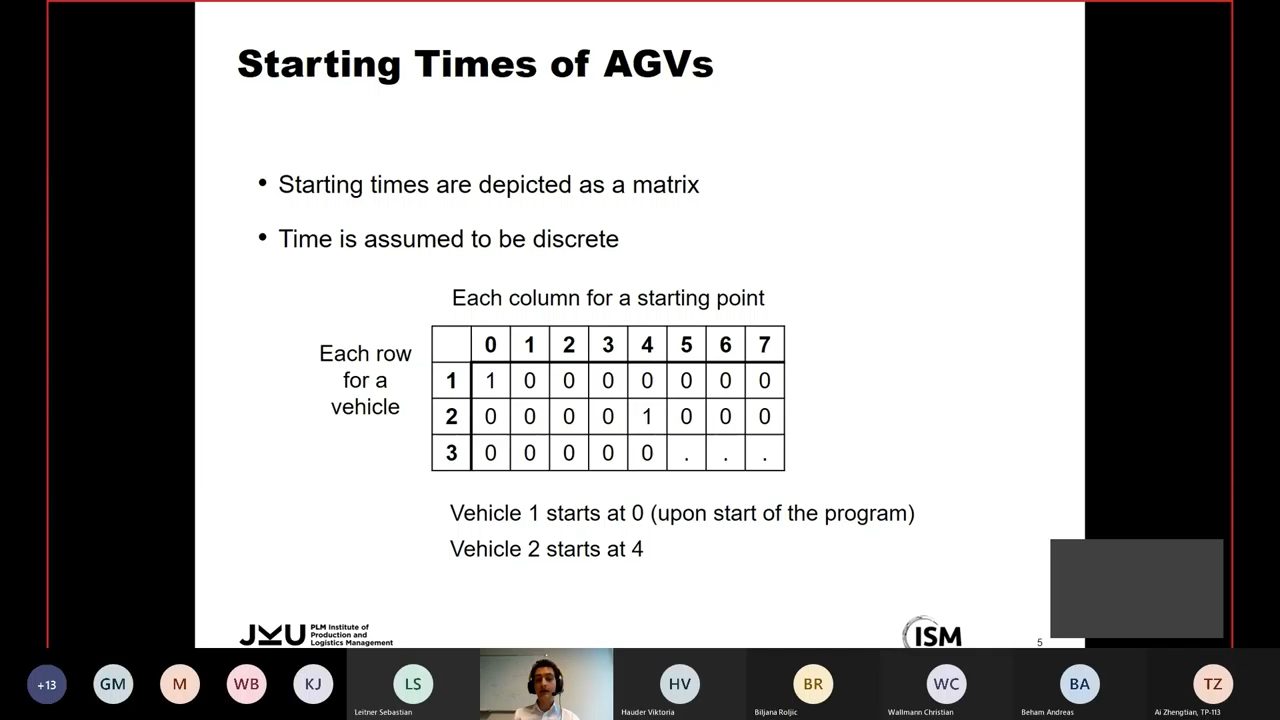 Starting Times of AGVs
• Starting times are depicted as a matrix
• Time is assumed to be discrete
Each column for a starting point
Each row
for a
vehicle
0 1 2 3 4 5 6 7
1 1 0 0 0 0 0 0 0
2 0 0 0 0 1 0 0 0
3 0 0 0 0 0 . . .
Vehicle 1 starts at 0 (upon start of the program)
Vehicle 2 starts at 4
JKU PLM Institute of
Production and
Logistics Management
ISM
5
+13 GM M WB KJ LS HV BR WC BA TZ
Leitner Sebastian Hauder Viktoria Biljana Roljic Wallmann Christian Beham Andreas Ai Zhengtian, TP-113